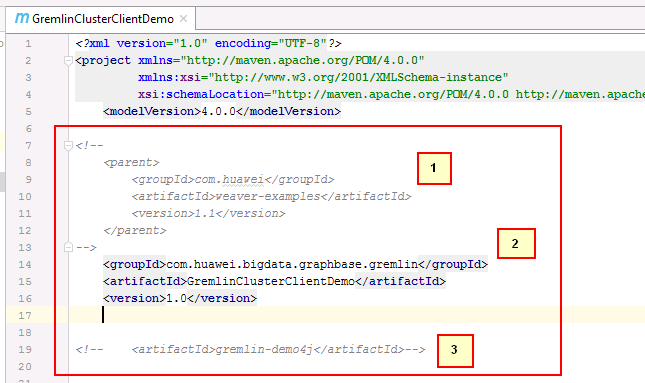 GremlinClusterClientDemo
1 <?xml version="1.0" encoding="UTF-8"?>
2 <project xmlns="http://maven.apache.org/POM/4.0.0"
3 xmlns:xsi="http://www.w3.org/2001/XMLSchema-instance"
4 xsi:schemaLocation="http://maven.apache.org/POM/4.0.0 http://maven.apache
5 <modelVersion>4.0.0</modelVersion>
6
7 <!--
8 <parent>
1
9 <groupId>com.huawei</groupId>
10 <artifactId>weaver-examples</artifactId>
11 <version>1.1</version>
12 </parent>
2
13 -->
14 <groupId>com.huawei.bigdata.graphbase.gremlin</groupId>
15 <artifactId>GremlinClusterClientDemo</artifactId>
16 <version>1.0</version>
17
18
19 <!-- <artifactId>gremlin-demo4j</artifactId>-->
3
20